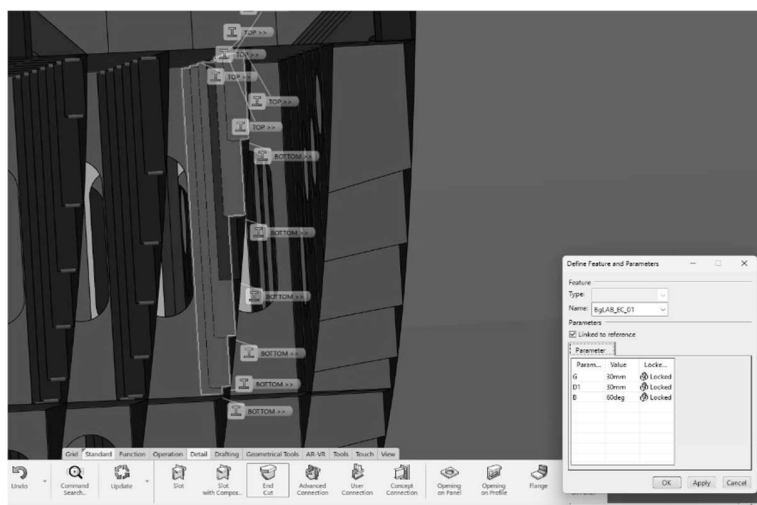 TOP >>
TOP >>
TOP >>
TOP >>
TOP >>
BOTTOM >>
BOTTOM >>
BOTTOM >>
BOTTOM >>
BOTTOM >>
BOTTOM >>
Define Feature and Parameters
Feature
Type:
Name: BgLAB_EC_01
Parameters
Linked to reference
Parameter
Param... Value Locke...
G 30mm Locked
D1 30mm Locked
B 60deg Locked
OK Apply Cancel
Grid Standard Function Operation Detail Drafting Geometrical Tools AR-VR Tools Touch View
Undo
Command Search...
Update
Slot
Slot with Compos...
End Cut
Advanced Connection
User Connection
Concept Connection
Opening on Panel
Opening on Profile
Flange